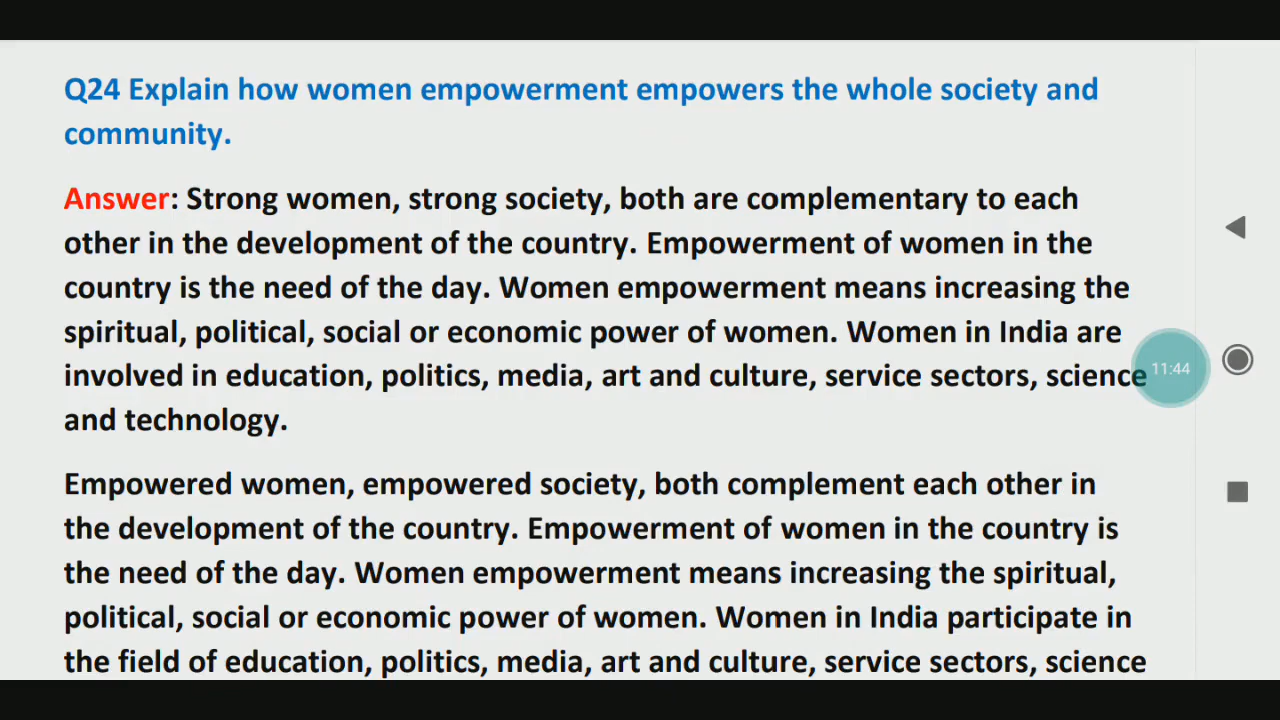 Q24 Explain how women empowerment empowers the whole society and
community.
Answer: Strong women, strong society, both are complementary to each
other in the development of the country. Empowerment of women in the
country is the need of the day. Women empowerment means increasing the
spiritual, political, social or economic power of women. Women in India are
involved in education, politics, media, art and culture, service sectors, science
and technology.
11:44
Empowered women, empowered society, both complement each other in
the development of the country. Empowerment of women in the country is
the need of the day. Women empowerment means increasing the spiritual,
political, social or economic power of women. Women in India participate in
the field of education, politics, media, art and culture, service sectors, science